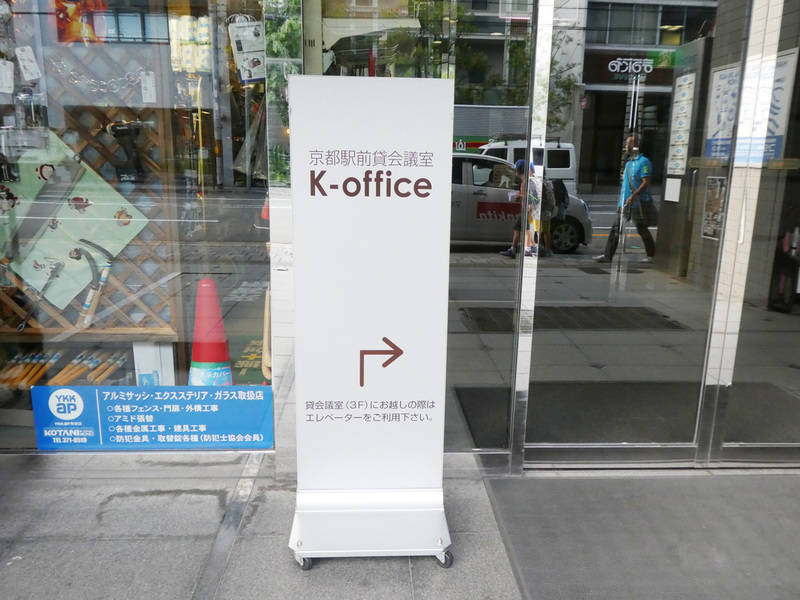 京都駅前貸会議室
K-office
貸会議室(3F)にお越しの際は
エレベーターをご利用下さい。
YKK
ap
アルミサッシ・エクステリア・ガラス取扱店
○各種フェンス・門扉・外構工事
○アミド張替
○各種金属工事・建具工事
○防犯金具・取替錠各種(防犯士協会会員)
KOTANI
TEL 371-8519